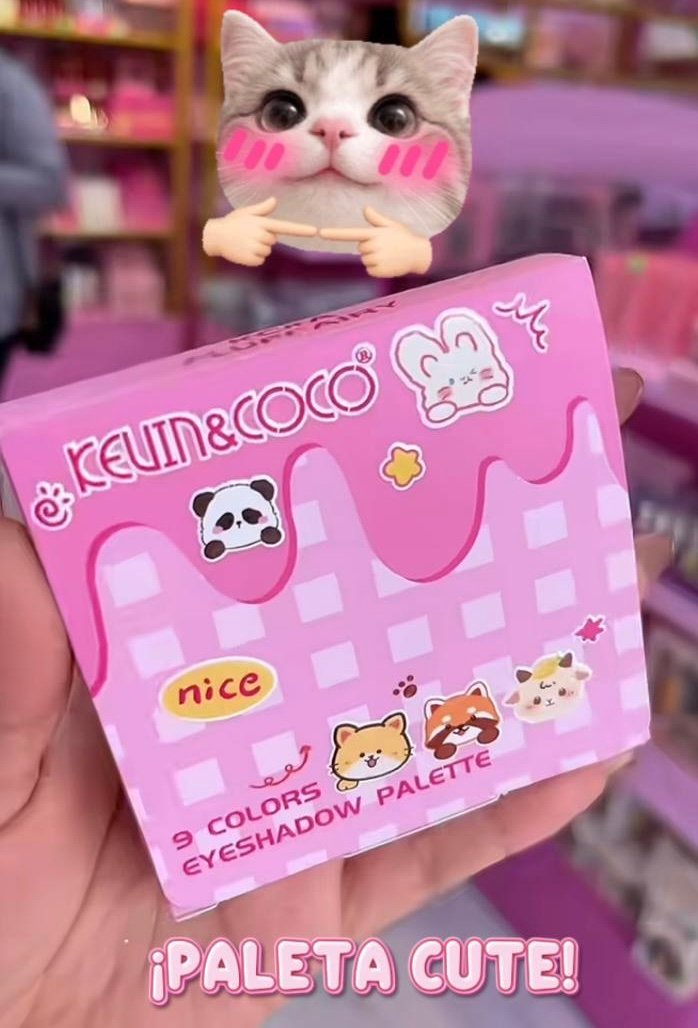 KEVIN&COCO®
nice
9 COLORS
EYESHADOW PALETTE
¡PALETA CUTE!